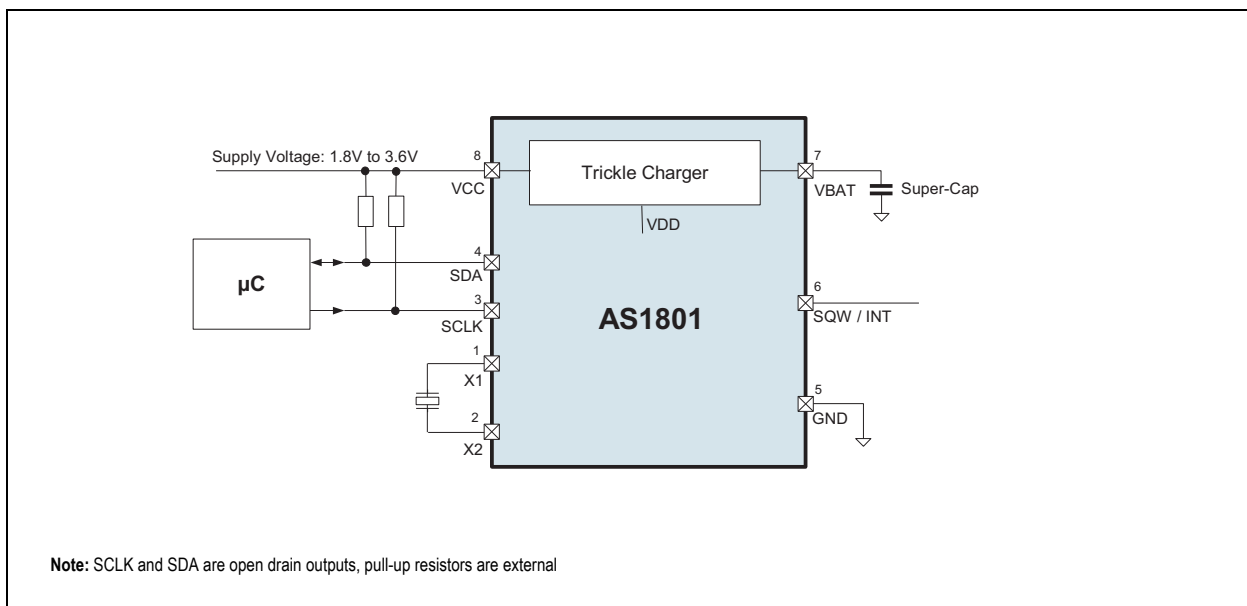 Supply Voltage: 1.8V to 3.6V
8
VCC
Trickle Charger
7
VBAT
Super-Cap
VDD
µC
4
SDA
3
SCLK
AS1801
6
SQW / INT
1
X1
2
X2
5
GND
Note: SCLK and SDA are open drain outputs, pull-up resistors are external